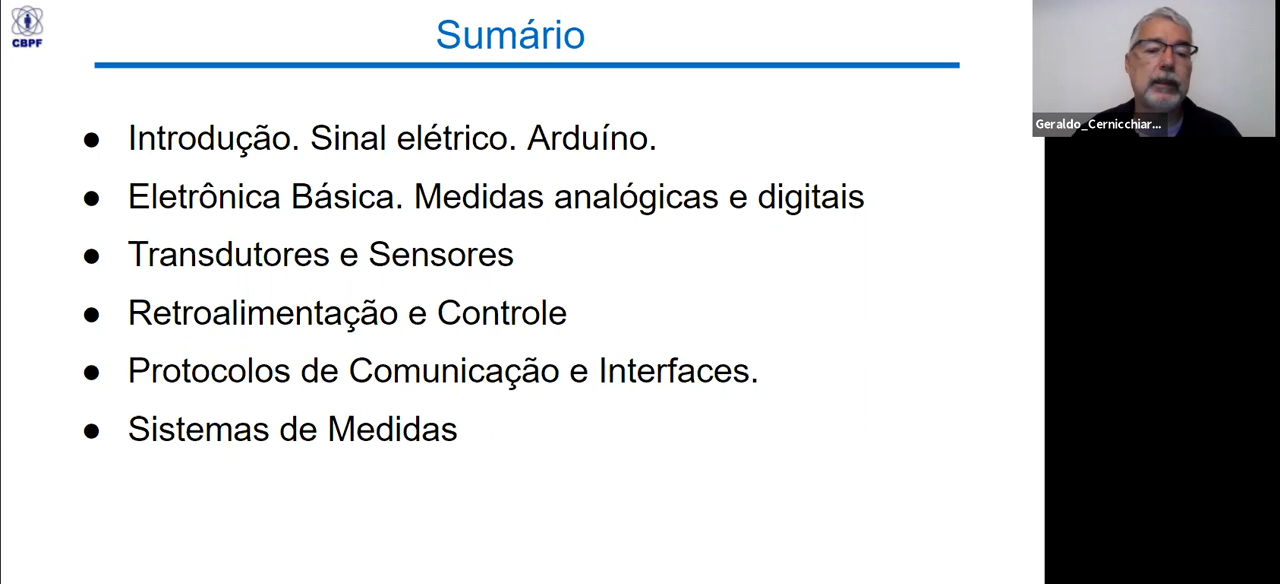 CBPF
Sumário
● Introdução. Sinal elétrico. Arduíno.
● Eletrônica Básica. Medidas analógicas e digitais
● Transdutores e Sensores
● Retroalimentação e Controle
● Protocolos de Comunicação e Interfaces.
● Sistemas de Medidas
Geraldo_Cernicchiar...